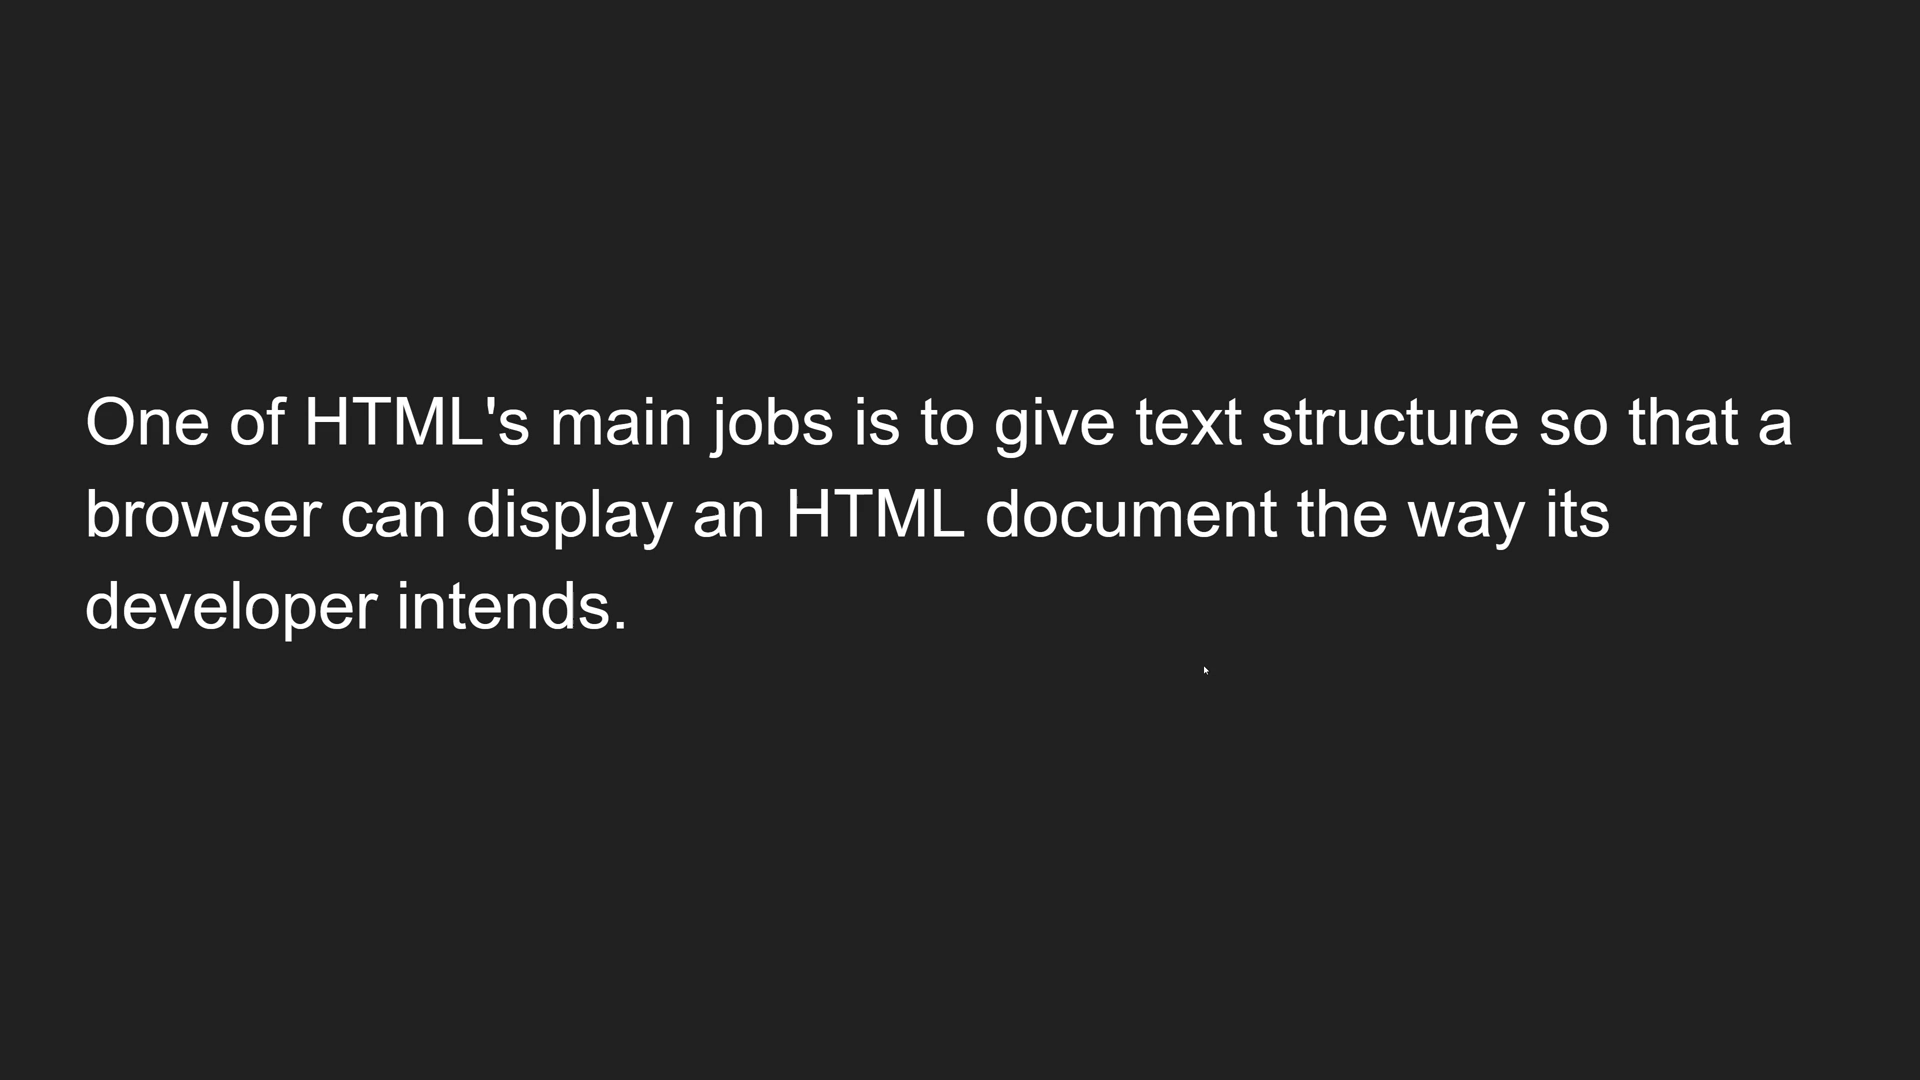 One of HTML's main jobs is to give text structure so that a
browser can display an HTML document the way its
developer intends.